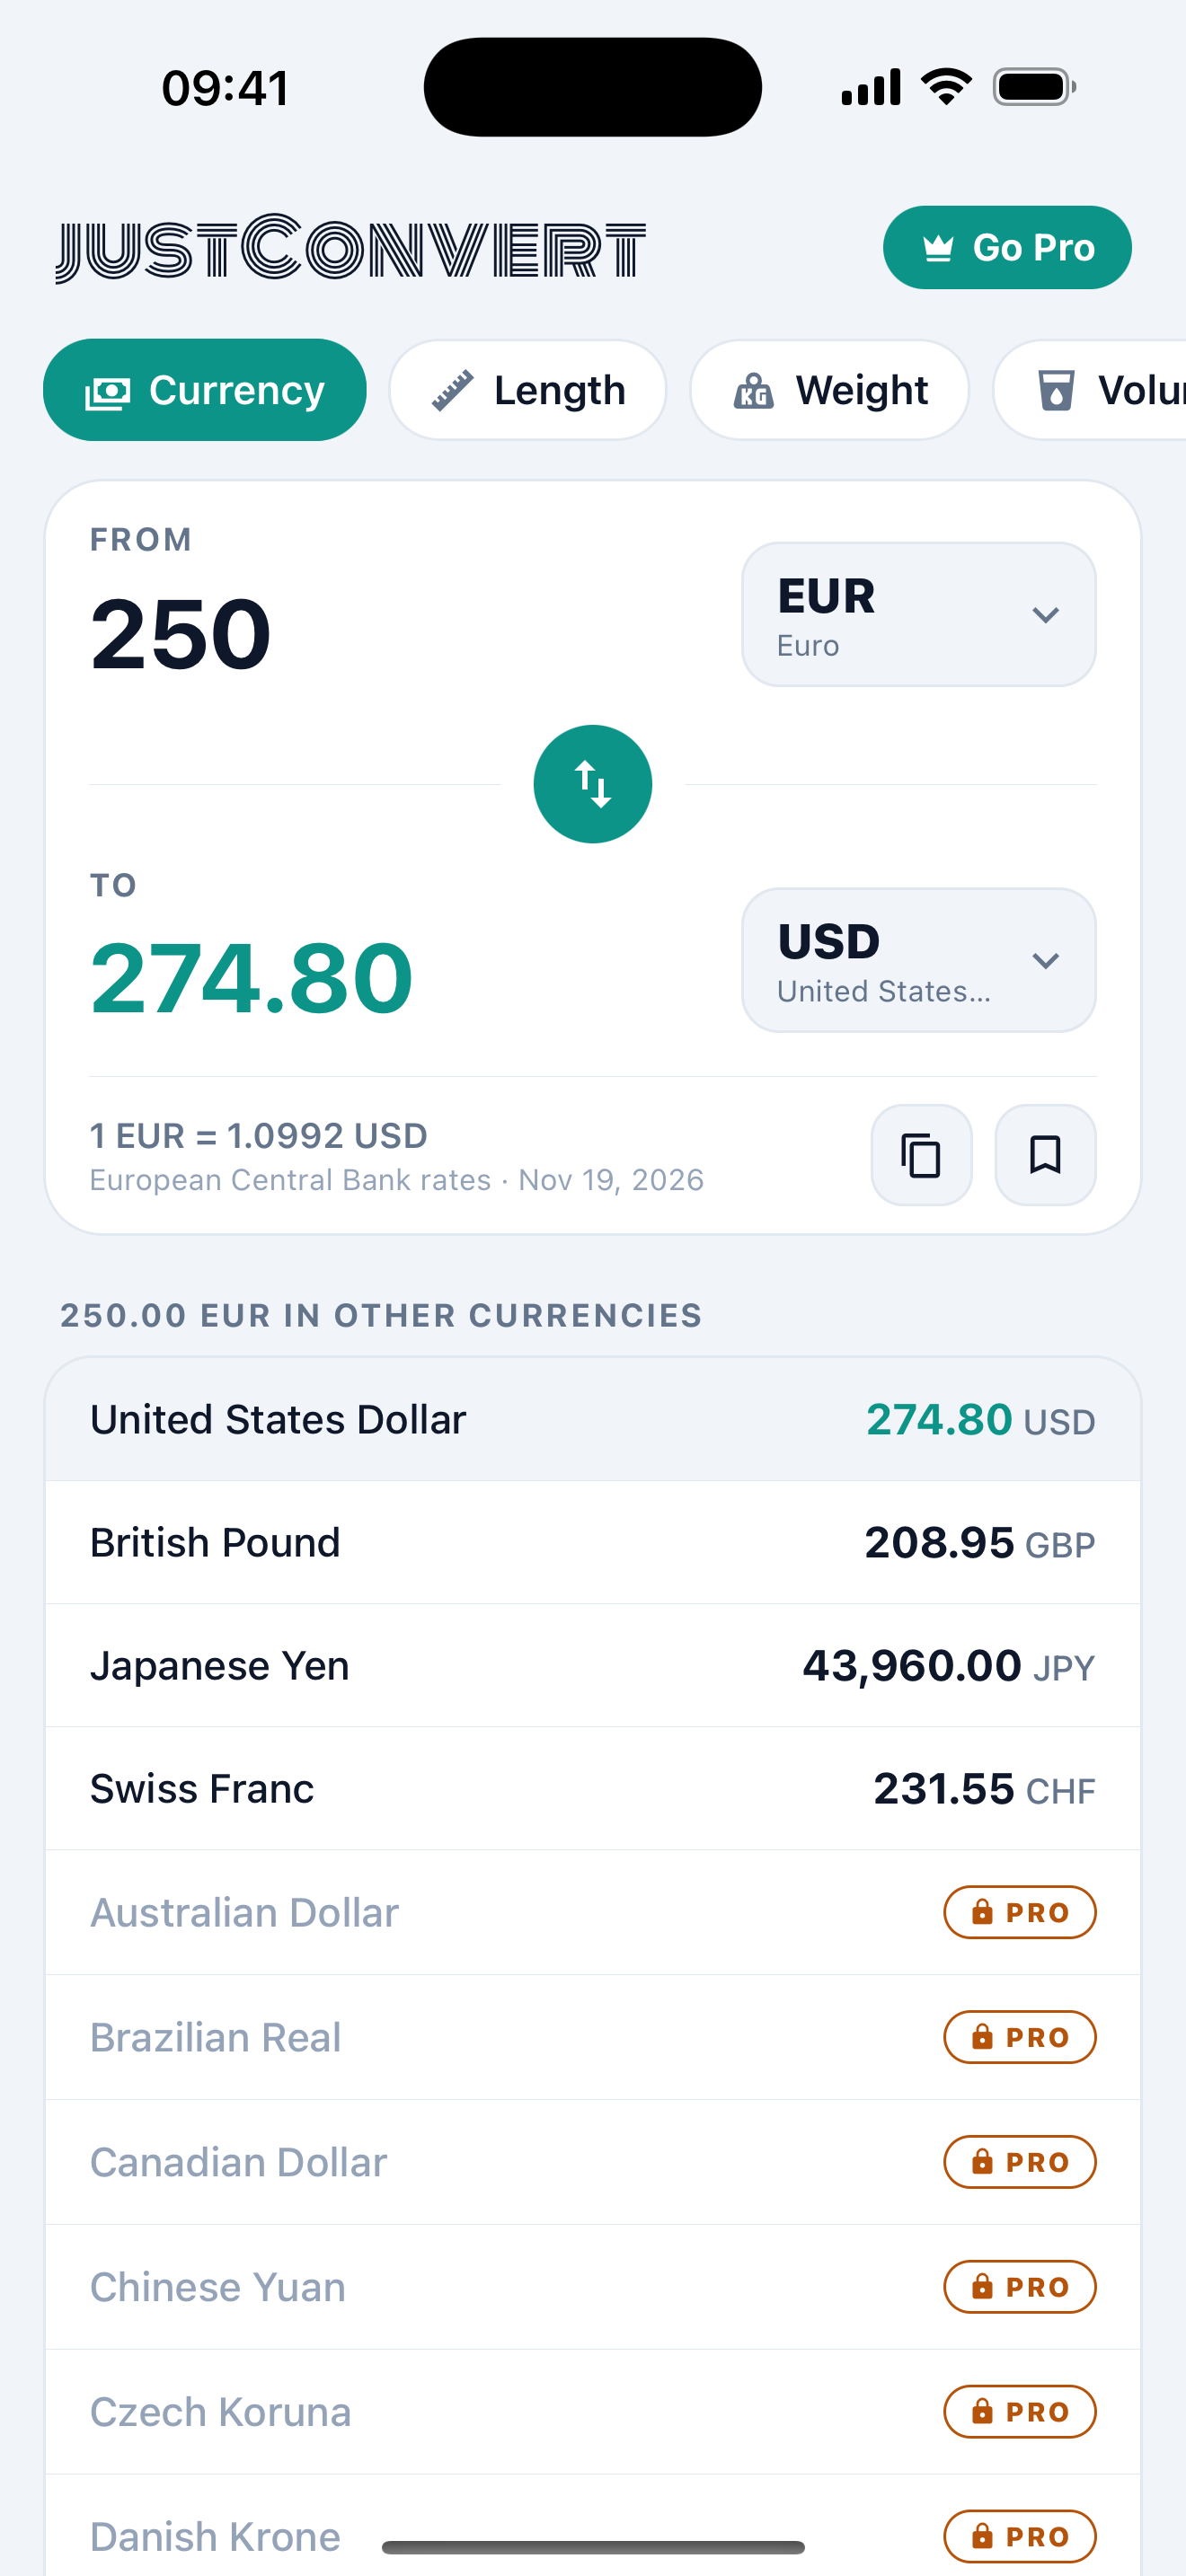 09:41
JUSTCONVERT
Go Pro
Currency
Length
KG
Weight
FROM
250
EUR
Euro
TO
274.80
USD
United States...
1 EUR = 1.0992 USD
European Central Bank rates · Nov 19, 2026
250.00 EUR IN OTHER CURRENCIES
United States Dollar 274.80 USD
British Pound 208.95 GBP
Japanese Yen 43,960.00 JPY
Swiss Franc 231.55 CHF
Australian Dollar PRO
Brazilian Real PRO
Canadian Dollar PRO
Chinese Yuan PRO
Czech Koruna PRO
Danish Krone PRO